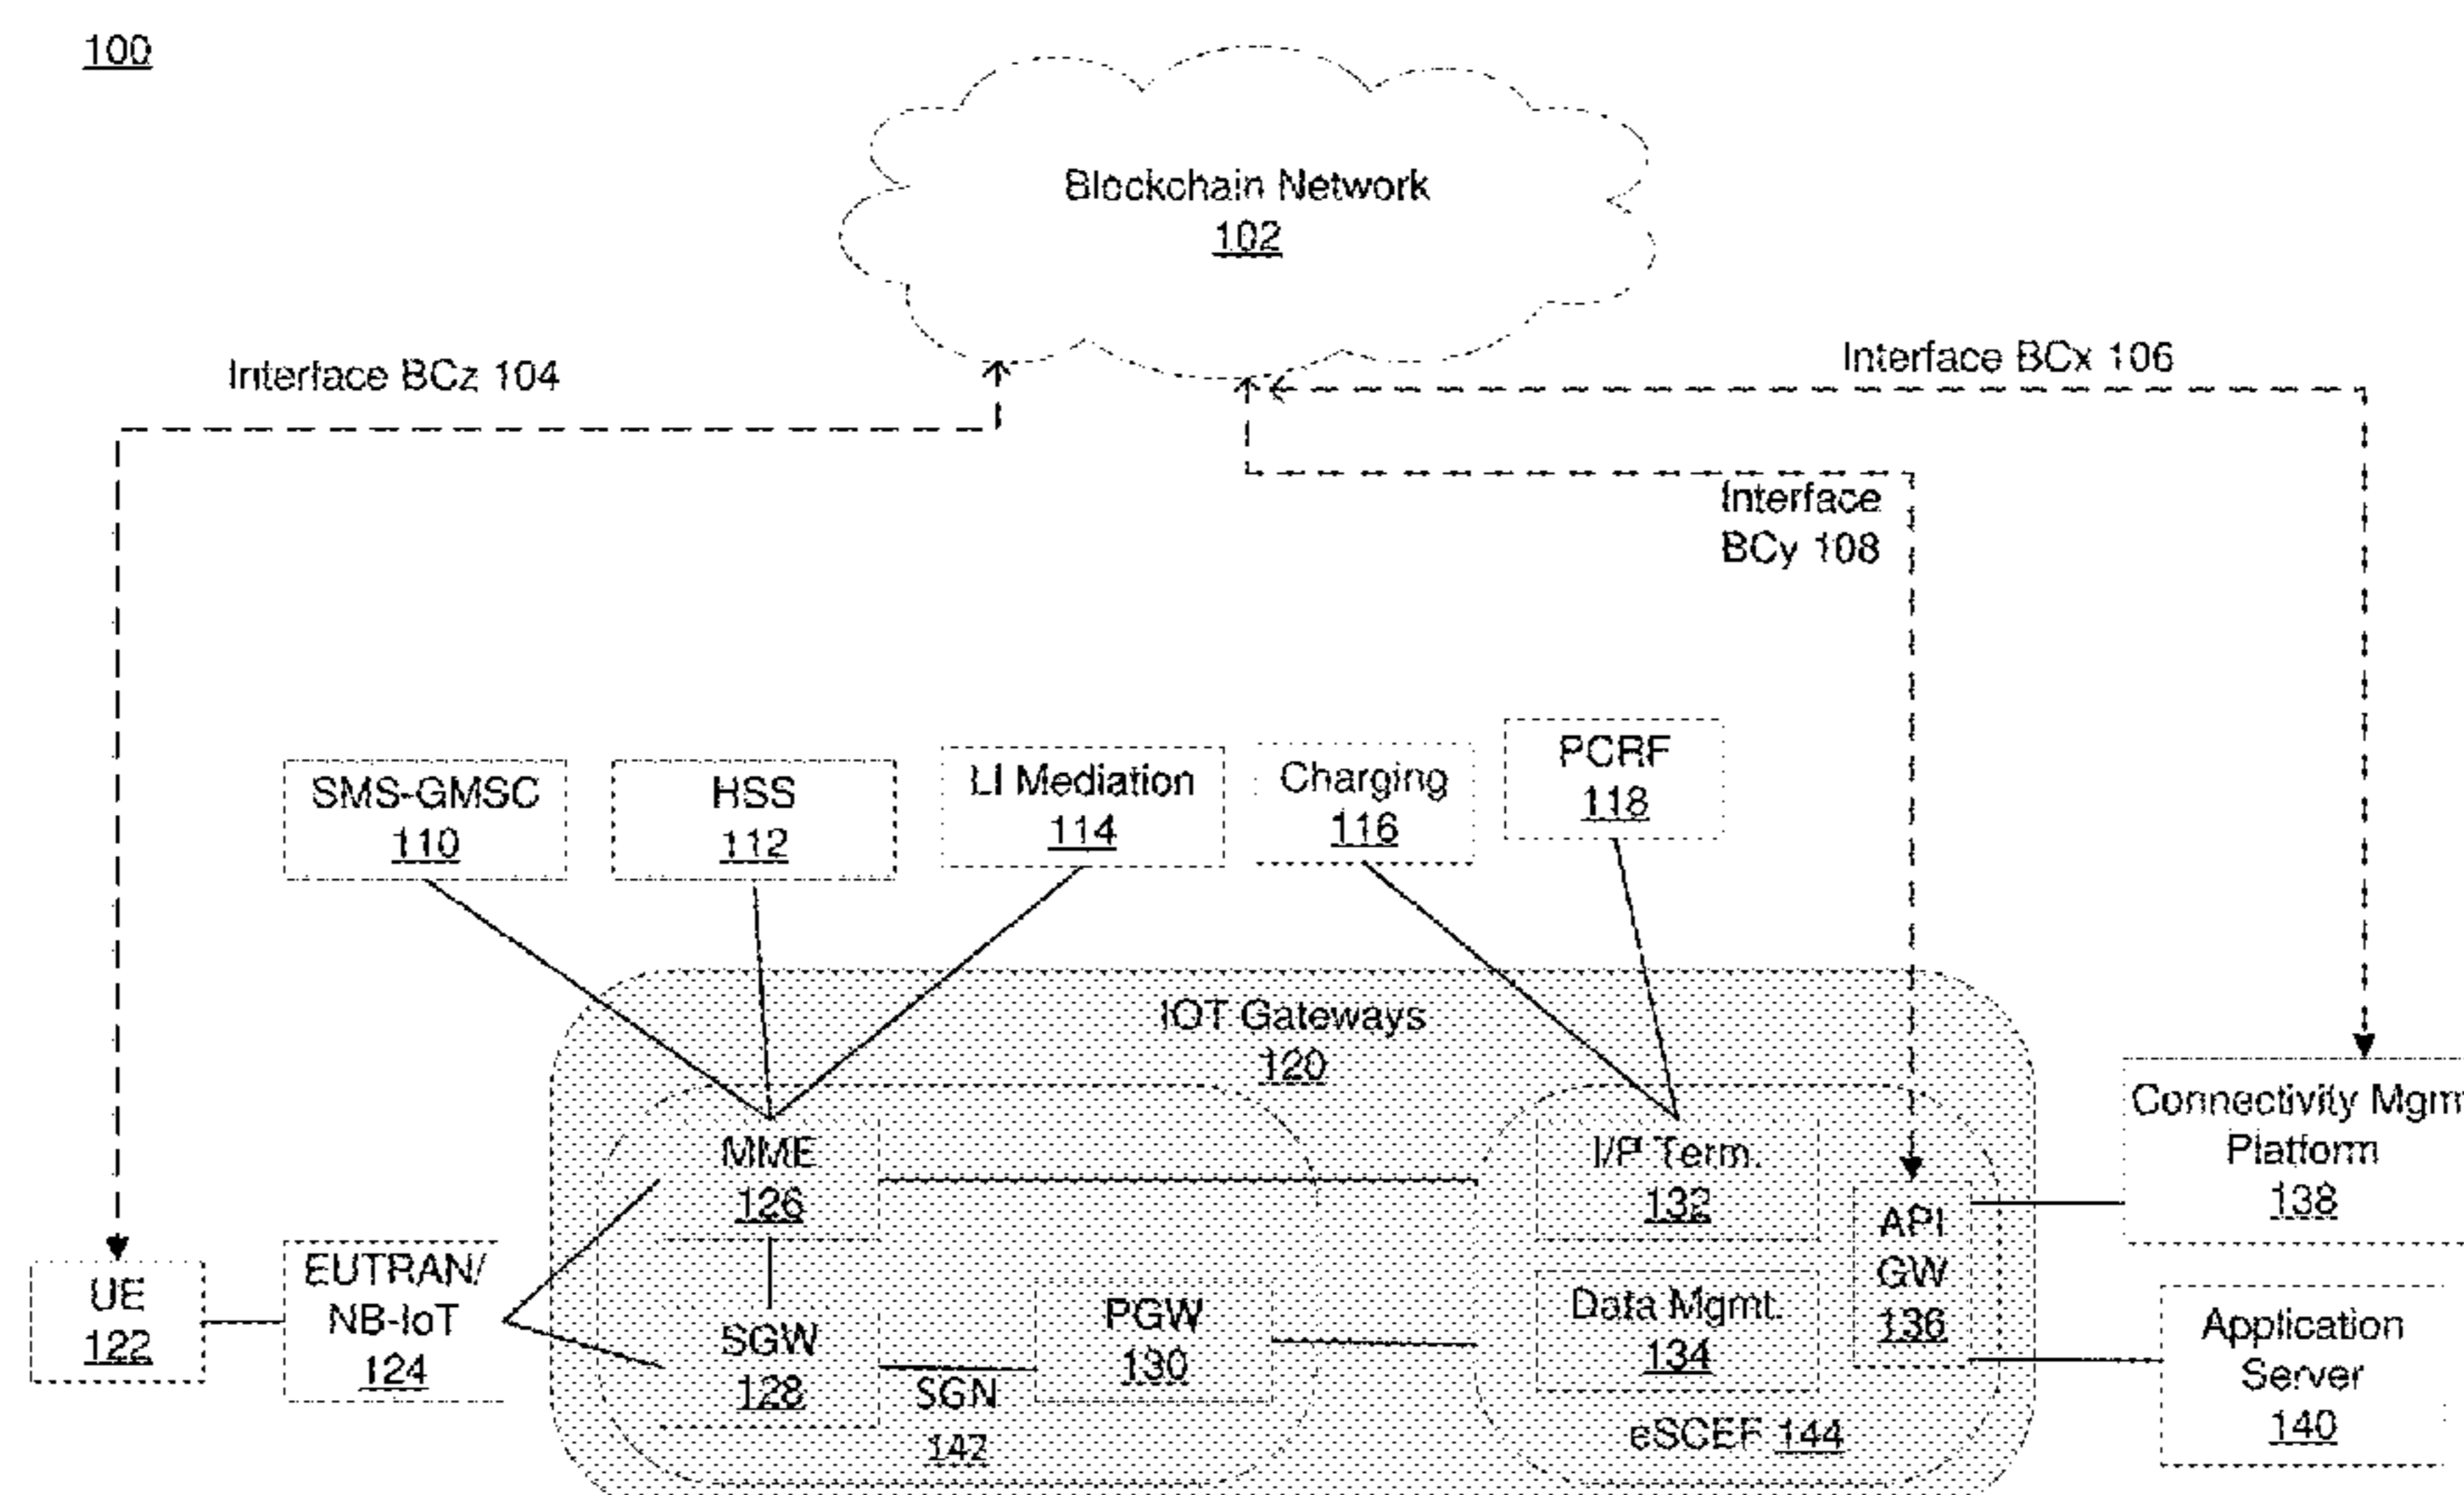 100
Blockchain Network
102
Interface BCz 104
Interface BCx 106
Interface
BCy 108
SMS-GMSC
110
HSS
112
LI Mediation
114
Charging
116
PCRF
118
IOT Gateways
120
MME
126
I/P Term.
132
Connectivity Mgm
Platform
138
API
GW
136
UE
122
EUTRAN/
NB-IoT
124
SGW
128
SGN
142
PGW
130
Data Mgmt.
134
eSCEF 144
Application
Server
140